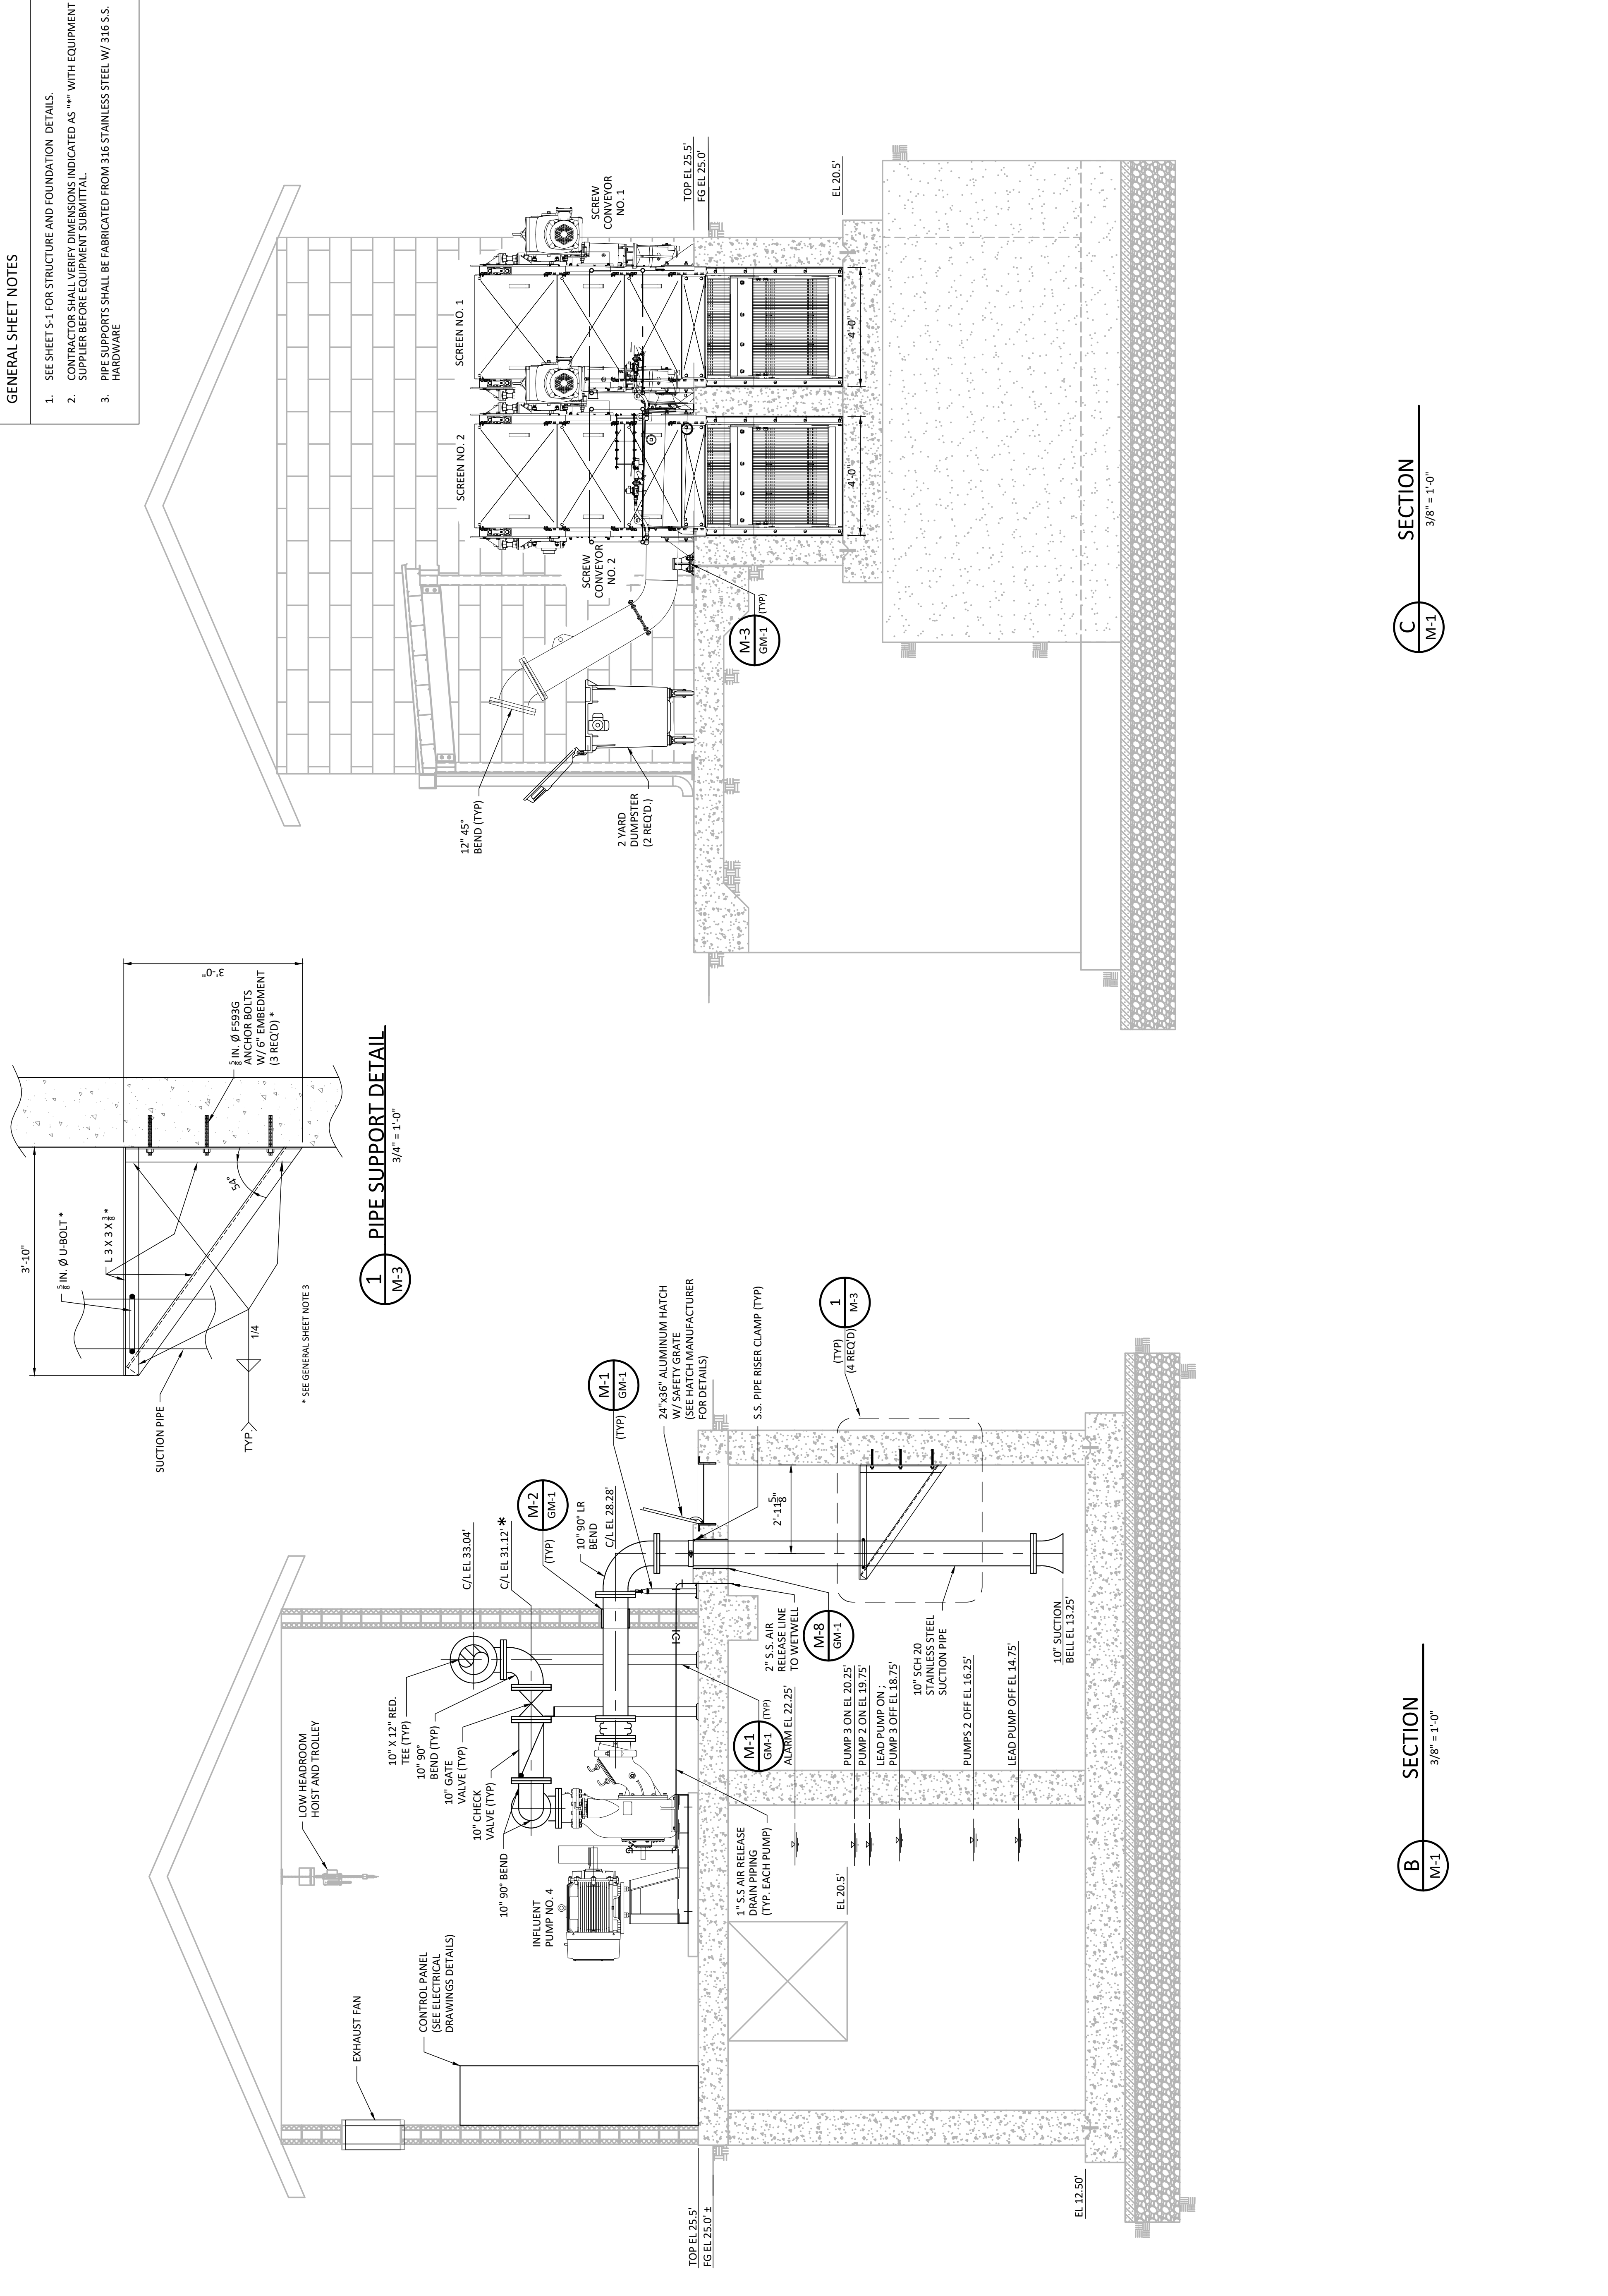 GENERAL SHEET NOTES
1. SEE SHEET S-1 FOR STRUCTURE AND FOUNDATION DETAILS.
2. CONTRACTOR SHALL VERIFY DIMENSIONS INDICATED AS "*" WITH EQUIPMENT
SUPPLIER BEFORE EQUIPMENT SUBMITTAL.
3. PIPE SUPPORTS SHALL BE FABRICATED FROM 316 STAINLESS STEEL W/ 316 S.S.
HARDWARE
3'-10"
5/8 IN. Ø U-BOLT *
L 3 X 3 X 3/8 *
SUCTION PIPE
TYP.
1/4
54°
3'-0"
5/8 IN. Ø F593G
ANCHOR BOLTS
W/ 6" EMBEDMENT
(3 REQ'D) *
* SEE GENERAL SHEET NOTE 3
1
M-3
PIPE SUPPORT DETAIL
3/4" = 1'-0"
EXHAUST FAN
LOW HEADROOM
HOIST AND TROLLEY
CONTROL PANEL
(SEE ELECTRICAL
DRAWINGS DETAILS)
10" X 12" RED.
TEE (TYP)
10" 90°
BEND (TYP)
10" GATE
VALVE (TYP)
10" CHECK
VALVE (TYP)
10" 90° BEND
INFLUENT
PUMP NO. 4
C/L EL 33.04'
C/L EL 31.12' *
M-2
GM-1
(TYP)
10" 90° LR
BEND
C/L EL 28.28'
M-1
GM-1
(TYP)
24"x36" ALUMINUM HATCH
W/ SAFETY GRATE
(SEE HATCH MANUFACTURER
FOR DETAILS)
S.S. PIPE RISER CLAMP (TYP)
(TYP)
(4 REQ'D)
1
M-3
2'-11 5/8"
2" S.S. AIR
RELEASE LINE
TO WETWELL
M-8
GM-1
M-1
GM-1
(TYP)
1" S.S AIR RELEASE
DRAIN PIPING
(TYP. EACH PUMP)
ALARM EL 22.25'
PUMP 3 ON EL 20.25'
PUMP 2 ON EL 19.75'
LEAD PUMP ON ;
PUMP 3 OFF EL 18.75'
10" SCH 20
STAINLESS STEEL
SUCTION PIPE
PUMPS 2 OFF EL 16.25'
LEAD PUMP OFF EL 14.75'
10" SUCTION
BELL EL 13.25'
EL 20.5'
TOP EL 25.5'
FG EL 25.0' ±
EL 12.50'
B
M-1
SECTION
3/8" = 1'-0"
12" 45°
BEND (TYP)
2 YARD
DUMPSTER
(2 REQ'D.)
SCREEN NO. 2
SCREEN NO. 1
SCREW
CONVEYOR
NO. 2
SCREW
CONVEYOR
NO. 1
M-3
GM-1
(TYP)
TOP EL 25.5'
FG EL 25.0'
EL 20.5'
4'-0"
4'-0"
C
M-1
SECTION
3/8" = 1'-0"